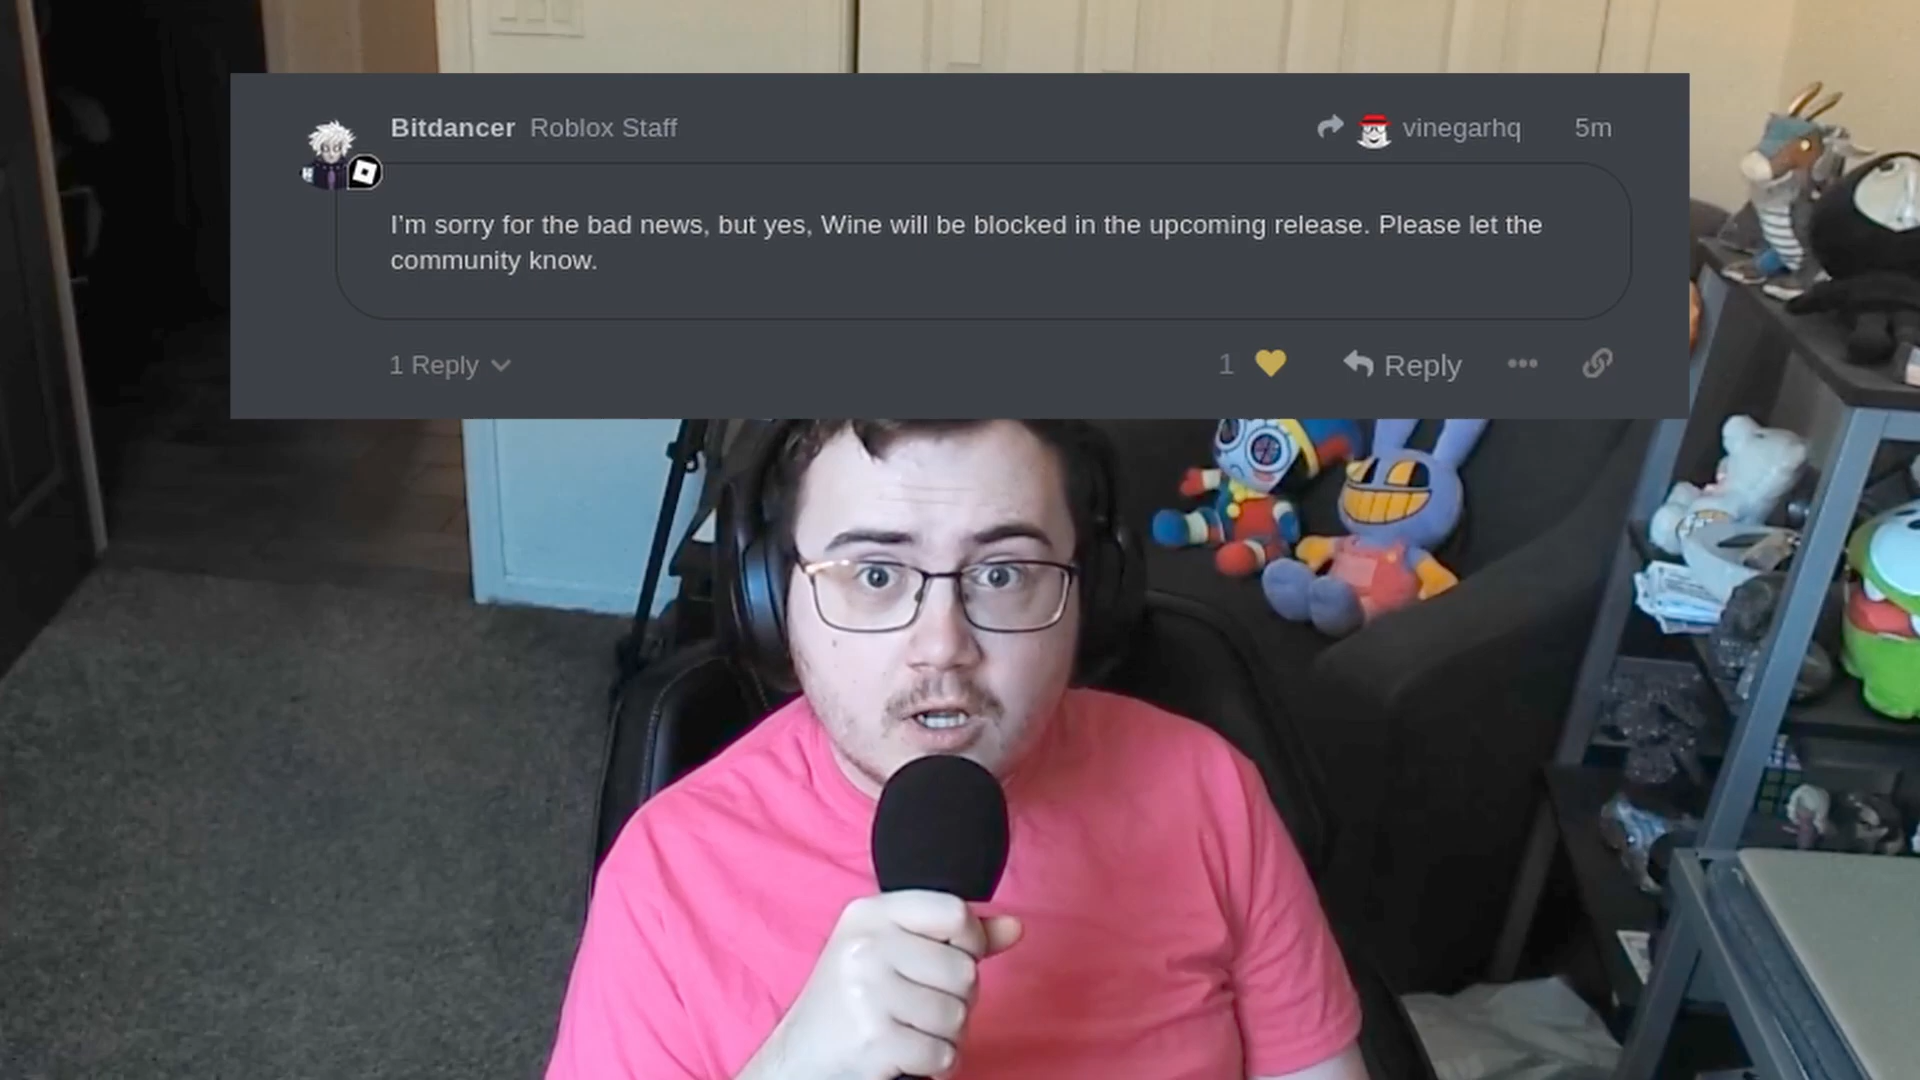 Bitdancer Roblox Staff vinegarhq 5m
I'm sorry for the bad news, but yes, Wine will be blocked in the upcoming release. Please let the
community know.
1 Reply 1 Reply